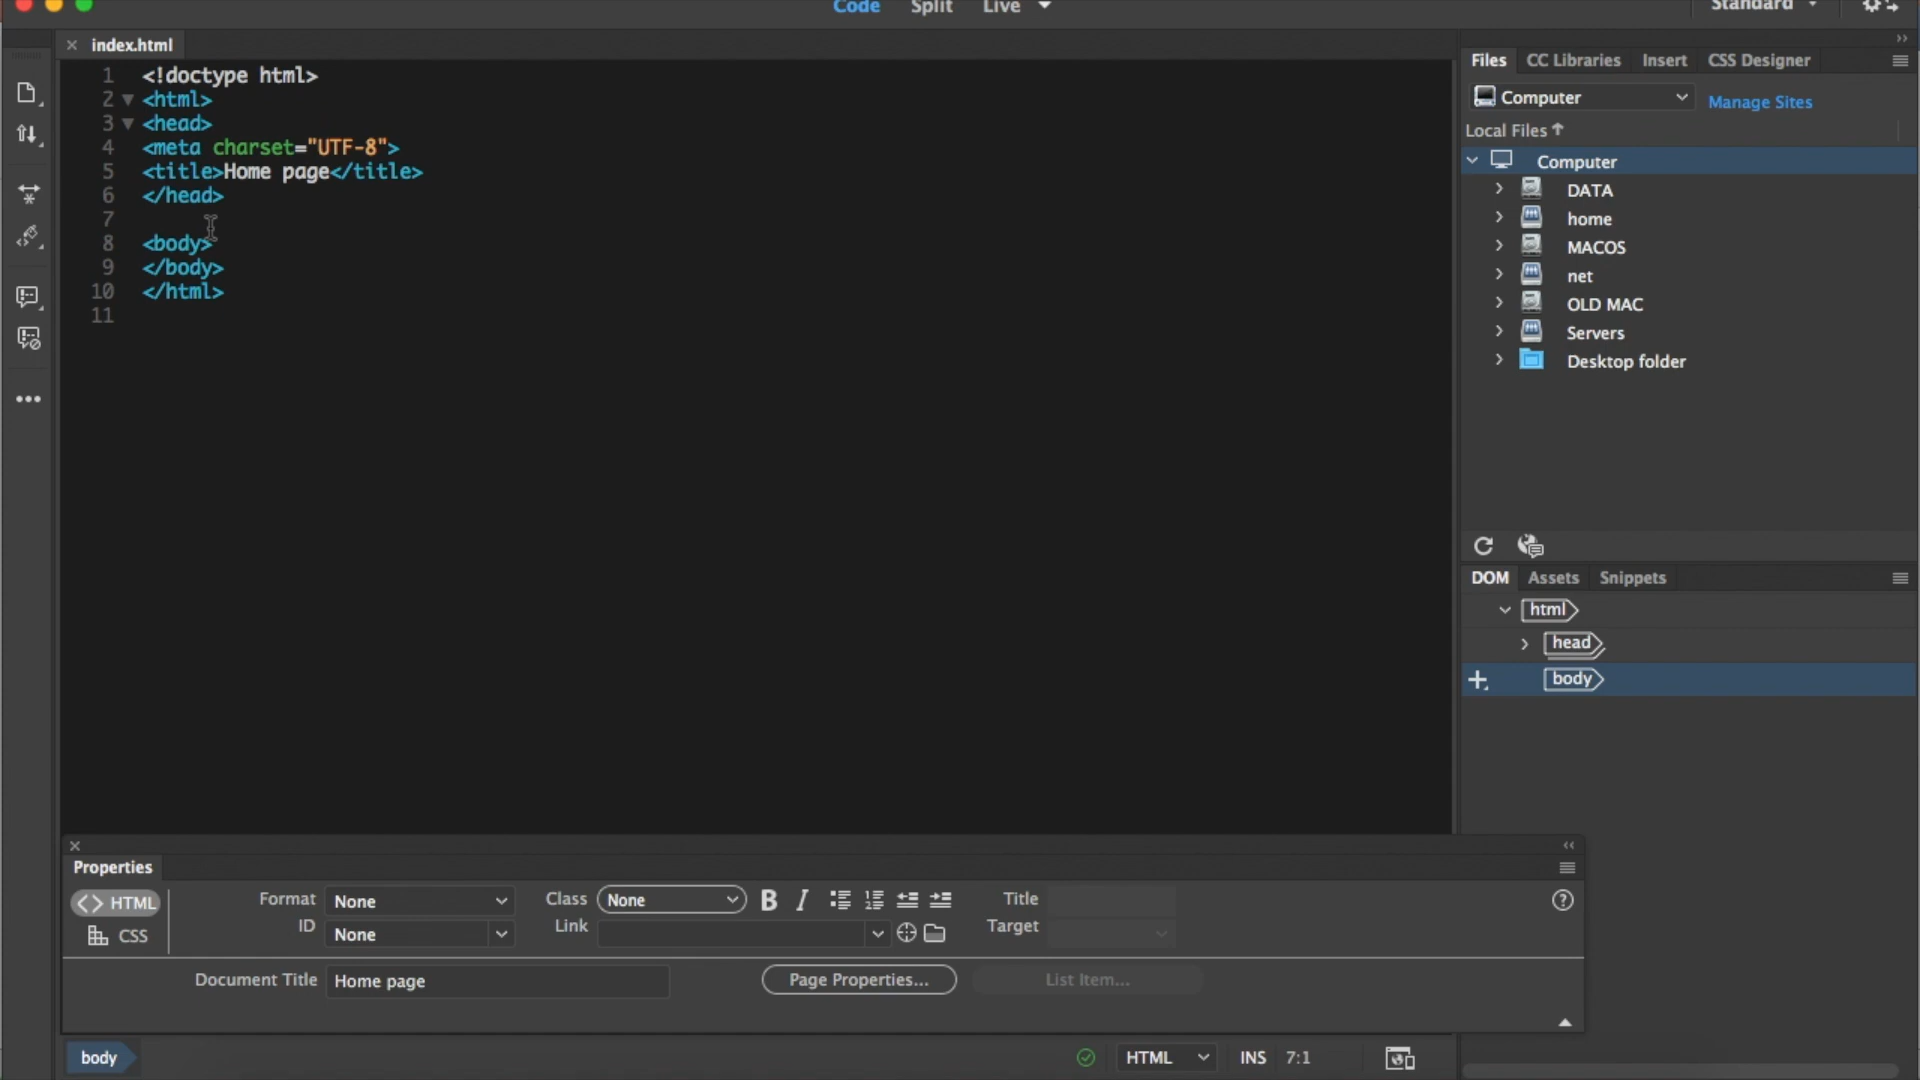 Code Split Live
Standard
index.html
1 <!doctype html>
2 <html>
3 <head>
4 <meta charset="UTF-8">
5 <title>Home page</title>
6 </head>
7
8 <body>
9 </body>
10 </html>
11
Files CC Libraries Insert CSS Designer
Computer Manage Sites
Local Files
Computer
DATA
home
MACOS
net
OLD MAC
Servers
Desktop folder
DOM Assets Snippets
html
head
body
Properties
HTML Format None Class None B I Title
CSS ID None Link Target
Document Title Home page Page Properties... List Item...
body HTML INS 7:1